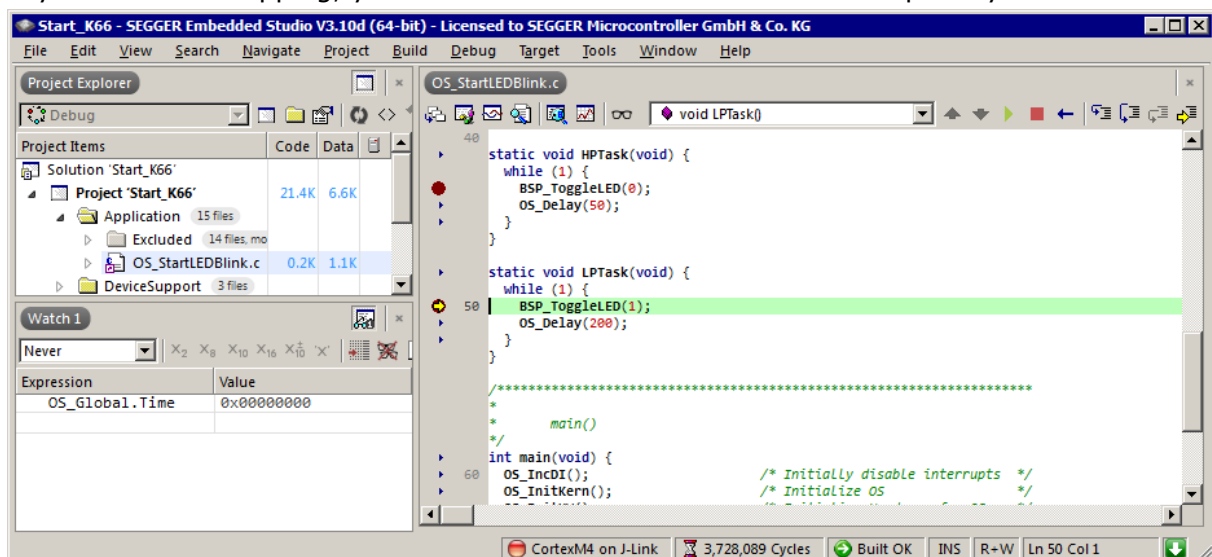 Start_K66 - SEGGER Embedded Studio V3.10d (64-bit) - Licensed to SEGGER Microcontroller GmbH & Co. KG
File Edit View Search Navigate Project Build Debug Target Tools Window Help
Project Explorer
Debug
Project Items Code Data
Solution 'Start_K66'
Project 'Start_K66' 21.4K 6.6K
Application 15 files
Excluded 14 files, mo
OS_StartLEDBlink.c 0.2K 1.1K
DeviceSupport 3 files
Watch 1
Never x2 x8 x10 x16 x±10 'x'
Expression Value
OS_Global.Time 0x00000000
OS_StartLEDBlink.c
void LPTask()
40
static void HPTask(void) {
while (1) {
BSP_ToggleLED(0);
OS_Delay(50);
}
}
static void LPTask(void) {
while (1) {
50 BSP_ToggleLED(1);
OS_Delay(200);
}
}
/*********************************************************************
*
* main()
*/
int main(void) {
60 OS_IncDI(); /* Initially disable interrupts */
OS_InitKern(); /* Initialize OS */
CortexM4 on J-Link 3,728,089 Cycles Built OK INS R+W Ln 50 Col 1